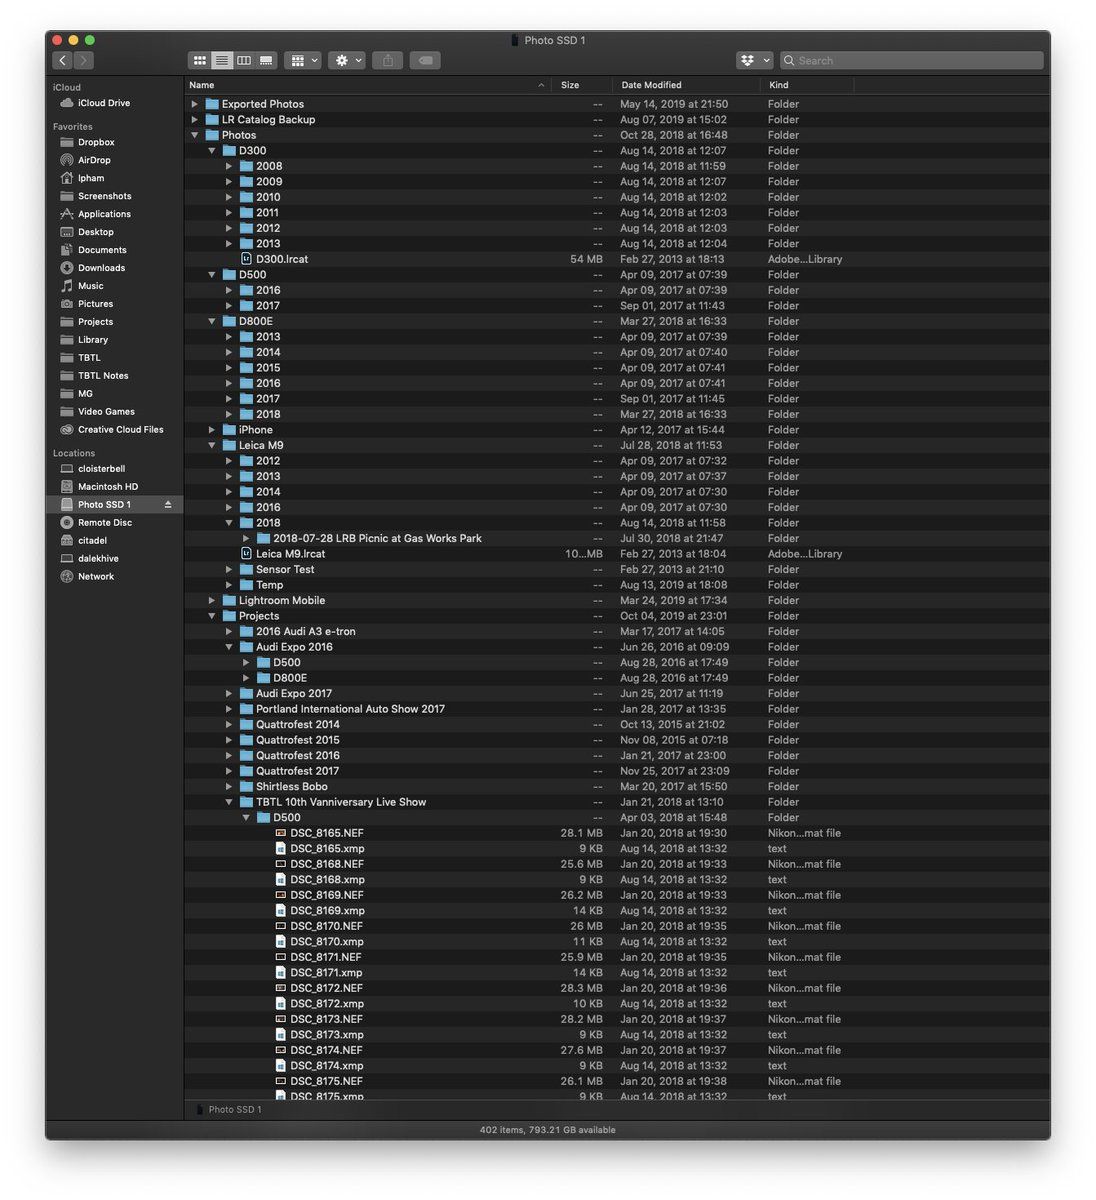 Photo SSD 1
Search
iCloud
iCloud Drive
Favorites
Dropbox
AirDrop
lpham
Screenshots
Applications
Desktop
Documents
Downloads
Music
Pictures
Projects
Library
TBTL
TBTL Notes
MG
Video Games
Creative Cloud Files
Locations
cloisterbell
Macintosh HD
Photo SSD 1
Remote Disc
citadel
dalekhive
Network
Name Size Date Modified Kind
Exported Photos -- May 14, 2019 at 21:50 Folder
LR Catalog Backup -- Aug 07, 2019 at 15:02 Folder
Photos -- Oct 28, 2018 at 16:48 Folder
D300 -- Aug 14, 2018 at 12:07 Folder
2008 -- Aug 14, 2018 at 11:59 Folder
2009 -- Aug 14, 2018 at 12:07 Folder
2010 -- Aug 14, 2018 at 12:02 Folder
2011 -- Aug 14, 2018 at 12:03 Folder
2012 -- Aug 14, 2018 at 12:03 Folder
2013 -- Aug 14, 2018 at 12:04 Folder
D300.lrcat 54 MB Feb 27, 2013 at 18:13 Adobe...Library
D500 -- Apr 09, 2017 at 07:39 Folder
2016 -- Apr 09, 2017 at 07:39 Folder
2017 -- Sep 01, 2017 at 11:43 Folder
D800E -- Mar 27, 2018 at 16:33 Folder
2013 -- Apr 09, 2017 at 07:39 Folder
2014 -- Apr 09, 2017 at 07:40 Folder
2015 -- Apr 09, 2017 at 07:41 Folder
2016 -- Apr 09, 2017 at 07:41 Folder
2017 -- Sep 01, 2017 at 11:45 Folder
2018 -- Mar 27, 2018 at 16:33 Folder
iPhone -- Apr 12, 2017 at 15:44 Folder
Leica M9 -- Jul 28, 2018 at 11:53 Folder
2012 -- Apr 09, 2017 at 07:32 Folder
2013 -- Apr 09, 2017 at 07:37 Folder
2014 -- Apr 09, 2017 at 07:30 Folder
2016 -- Apr 09, 2017 at 07:30 Folder
2018 -- Aug 14, 2018 at 11:58 Folder
2018-07-28 LRB Picnic at Gas Works Park -- Jul 30, 2018 at 21:47 Folder
Leica M9.lrcat 10...MB Feb 27, 2013 at 18:04 Adobe...Library
Sensor Test -- Feb 27, 2013 at 21:10 Folder
Temp -- Aug 13, 2019 at 18:08 Folder
Lightroom Mobile -- Mar 24, 2019 at 17:34 Folder
Projects -- Oct 04, 2019 at 23:01 Folder
2016 Audi A3 e-tron -- Mar 17, 2017 at 14:05 Folder
Audi Expo 2016 -- Jun 26, 2016 at 09:09 Folder
D500 -- Aug 28, 2016 at 17:49 Folder
D800E -- Aug 28, 2016 at 17:49 Folder
Audi Expo 2017 -- Jun 25, 2017 at 11:19 Folder
Portland International Auto Show 2017 -- Jan 28, 2017 at 13:35 Folder
Quattrofest 2014 -- Oct 13, 2015 at 21:02 Folder
Quattrofest 2015 -- Nov 08, 2015 at 07:18 Folder
Quattrofest 2016 -- Jan 21, 2017 at 23:00 Folder
Quattrofest 2017 -- Nov 25, 2017 at 23:09 Folder
Shirtless Bobo -- Mar 20, 2017 at 15:50 Folder
TBTL 10th Vanniversary Live Show -- Jan 21, 2018 at 13:10 Folder
D500 -- Apr 03, 2018 at 15:48 Folder
DSC_8165.NEF 28.1 MB Jan 20, 2018 at 19:30 Nikon...mat file
DSC_8165.xmp 9 KB Aug 14, 2018 at 13:32 text
DSC_8168.NEF 25.6 MB Jan 20, 2018 at 19:33 Nikon...mat file
DSC_8168.xmp 9 KB Aug 14, 2018 at 13:32 text
DSC_8169.NEF 26.2 MB Jan 20, 2018 at 19:33 Nikon...mat file
DSC_8169.xmp 14 KB Aug 14, 2018 at 13:32 text
DSC_8170.NEF 26 MB Jan 20, 2018 at 19:35 Nikon...mat file
DSC_8170.xmp 11 KB Aug 14, 2018 at 13:32 text
DSC_8171.NEF 25.9 MB Jan 20, 2018 at 19:35 Nikon...mat file
DSC_8171.xmp 14 KB Aug 14, 2018 at 13:32 text
DSC_8172.NEF 28.3 MB Jan 20, 2018 at 19:36 Nikon...mat file
DSC_8172.xmp 10 KB Aug 14, 2018 at 13:32 text
DSC_8173.NEF 28.2 MB Jan 20, 2018 at 19:37 Nikon...mat file
DSC_8173.xmp 9 KB Aug 14, 2018 at 13:32 text
DSC_8174.NEF 27.6 MB Jan 20, 2018 at 19:37 Nikon...mat file
DSC_8174.xmp 9 KB Aug 14, 2018 at 13:32 text
DSC_8175.NEF 26.1 MB Jan 20, 2018 at 19:38 Nikon...mat file
DSC_8175.xmp 9 KB Aug 14, 2018 at 13:32 text
Photo SSD 1
402 items, 793.21 GB available